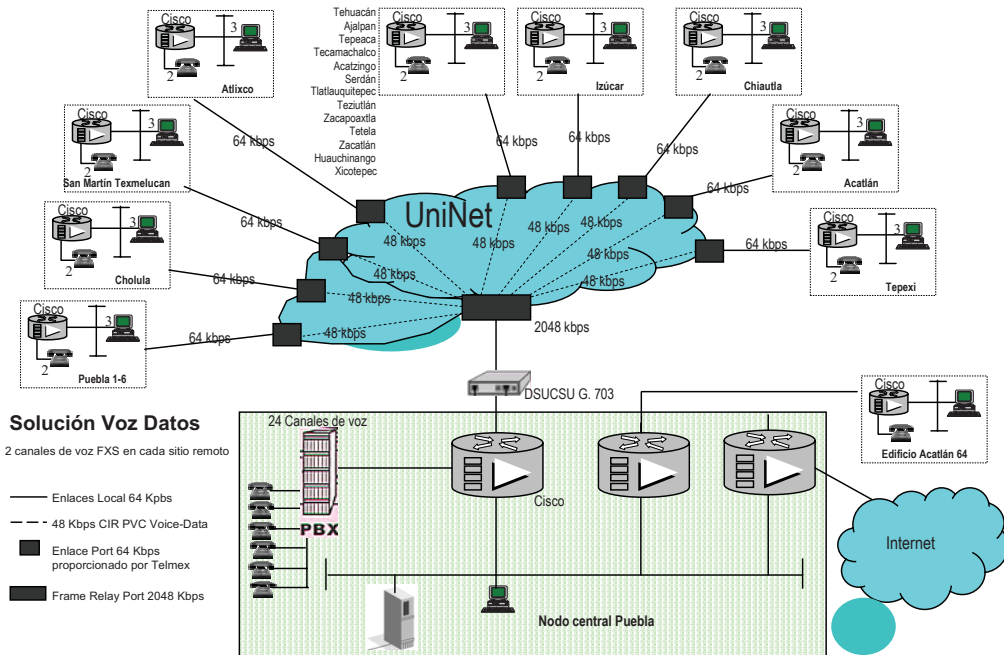 Cisco
3
2
Atlixco
Tehuacán
Ajalpan
Tepeaca
Tecamachalco
Acatzingo
Serdán
Tlatlauquitepec
Teziutlán
Zacapoaxtla
Tetela
Zacatlán
Huauchinango
Xicotepec
Cisco
3
2
Cisco
3
2
Izúcar
Cisco
3
2
Chiautla
Cisco
3
2
San Martín Texmelucan
Cisco
3
2
Acatlán
Cisco
3
2
Cholula
Cisco
3
2
Tepexi
Cisco
3
2
Puebla 1-6
64 kbps
64 kbps
64 kbps
64 kbps
64 kbps
64 kbps
64 kbps
64 kbps
64 kbps
UniNet
48 kbps
48 kbps
48 kbps
48 kbps
48 kbps
48 kbps
48 kbps
48 kbps
48 kbps
2048 kbps
DSUCSU G. 703
Solución Voz Datos
2 canales de voz FXS en cada sitio remoto
Enlaces Local 64 Kpbs
48 Kbps CIR PVC Voice-Data
Enlace Port 64 Kbps
proporcionado por Telmex
Frame Relay Port 2048 Kbps
24 Canales de voz
PBX
Cisco
Nodo central Puebla
Cisco
3
2
Edificio Acatlán 64
Internet